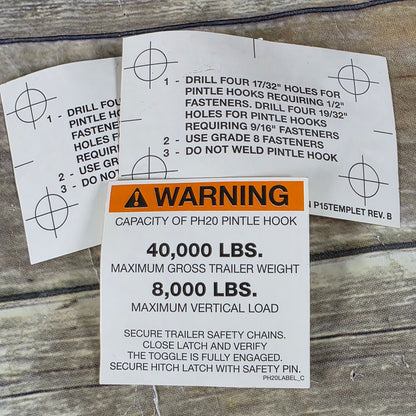 1 - DRILL FOUR 17/32" HOLES FOR
PINTLE HOOKS REQUIRING 1/2"
FASTENERS. DRILL FOUR 19/32"
HOLES FOR PINTLE HOOKS
REQUIRING 9/16" FASTENERS
2 - USE GRADE 8 FASTENERS
3 - DO NOT WELD PINTLE HOOK
P15TEMPLET REV. B
1 - DRILL FOU
PINTLE HO
FASTENE
HOLES FO
REQUIRIN
2 - USE GRA
3 - DO NOT
WARNING
CAPACITY OF PH20 PINTLE HOOK
40,000 LBS.
MAXIMUM GROSS TRAILER WEIGHT
8,000 LBS.
MAXIMUM VERTICAL LOAD
SECURE TRAILER SAFETY CHAINS.
CLOSE LATCH AND VERIFY
THE TOGGLE IS FULLY ENGAGED.
SECURE HITCH LATCH WITH SAFETY PIN.
PH20LABEL_C